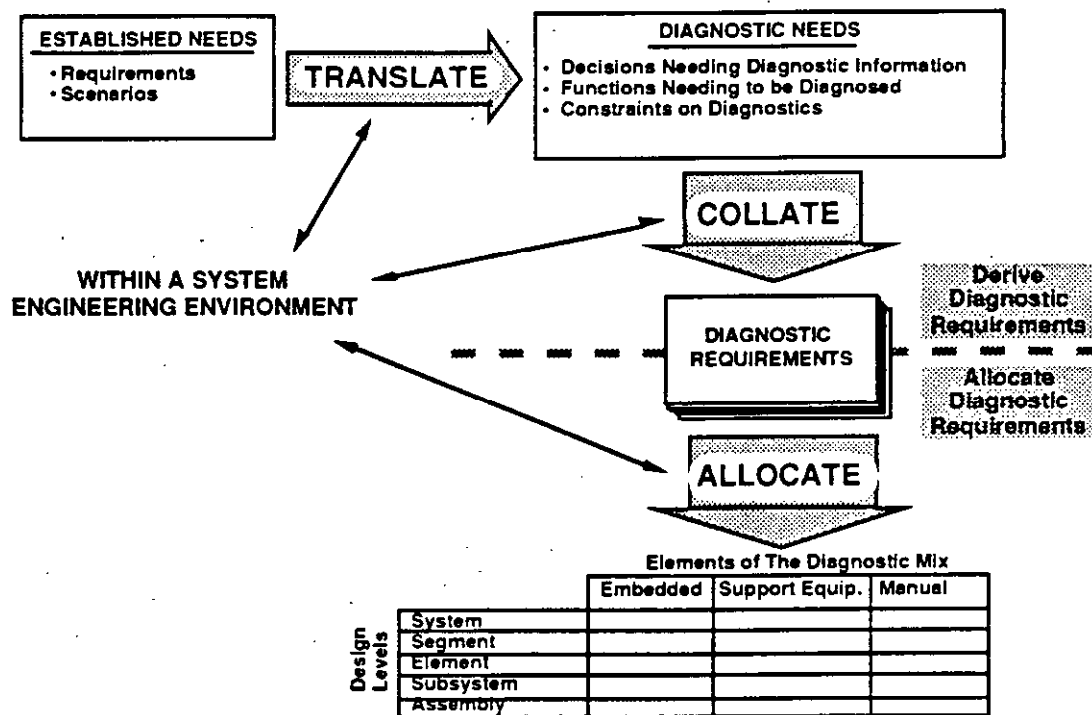 ESTABLISHED NEEDS
• Requirements
• Scenarios
TRANSLATE
DIAGNOSTIC NEEDS
• Decisions Needing Diagnostic Information
• Functions Needing to be Diagnosed
• Constraints on Diagnostics
COLLATE
WITHIN A SYSTEM
ENGINEERING ENVIRONMENT
DIAGNOSTIC
REQUIREMENTS
Derive
Diagnostic
Requirements
Allocate
Diagnostic
Requirements
ALLOCATE
Elements of The Diagnostic Mix
Embedded Support Equip. Manual
Design
Levels
System
Segment
Element
Subsystem
Assembly